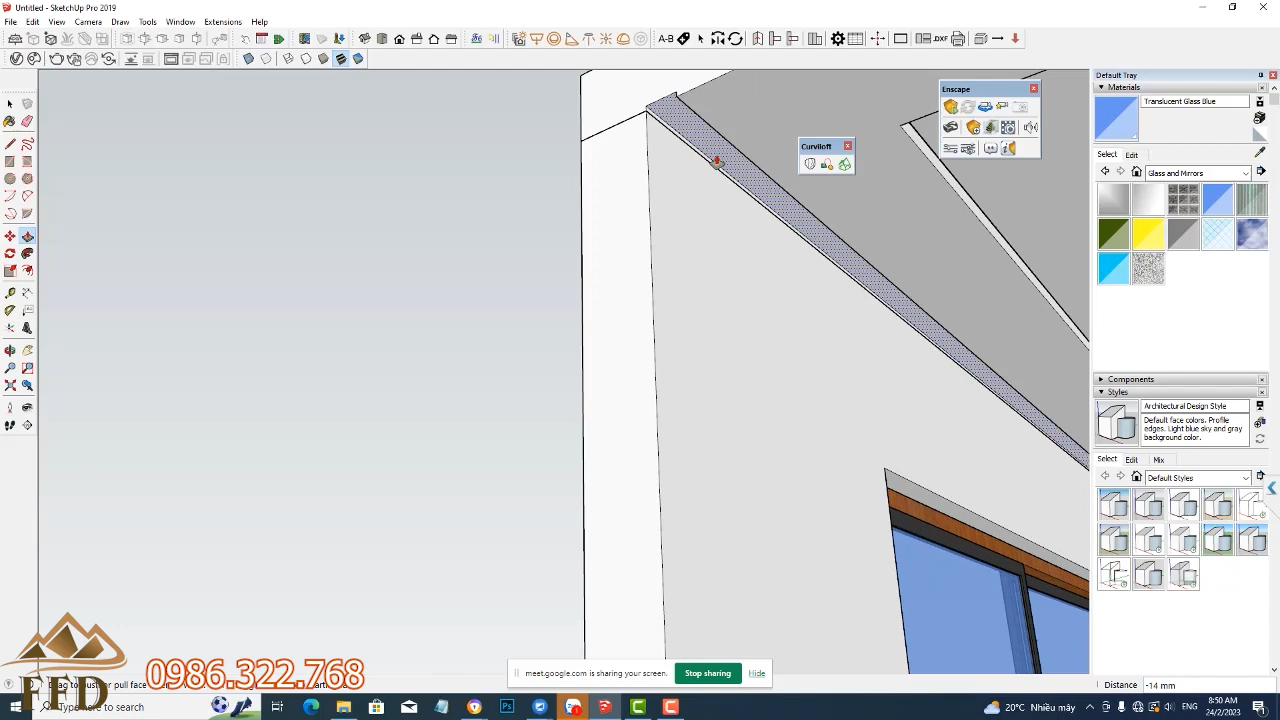 Untitled - SketchUp Pro 2019
File Edit View Camera Draw Tools Window Extensions Help
A-B
.DXF
Default Tray
Materials
Translucent Glass Blue
Select Edit
Glass and Mirrors
Components
Styles
Architectural Design Style
Default face colors. Profile edges. Light blue sky and gray background color.
Select Edit Mix
Default Styles
Enscape
Curviloft
meet.google.com is sharing your screen.
Stop sharing
Hide
Distance
-14 mm
FFD
0986.322.768
Type here to search
Ps
20°C Nhiều mây
8:50 AM
24/2/2023